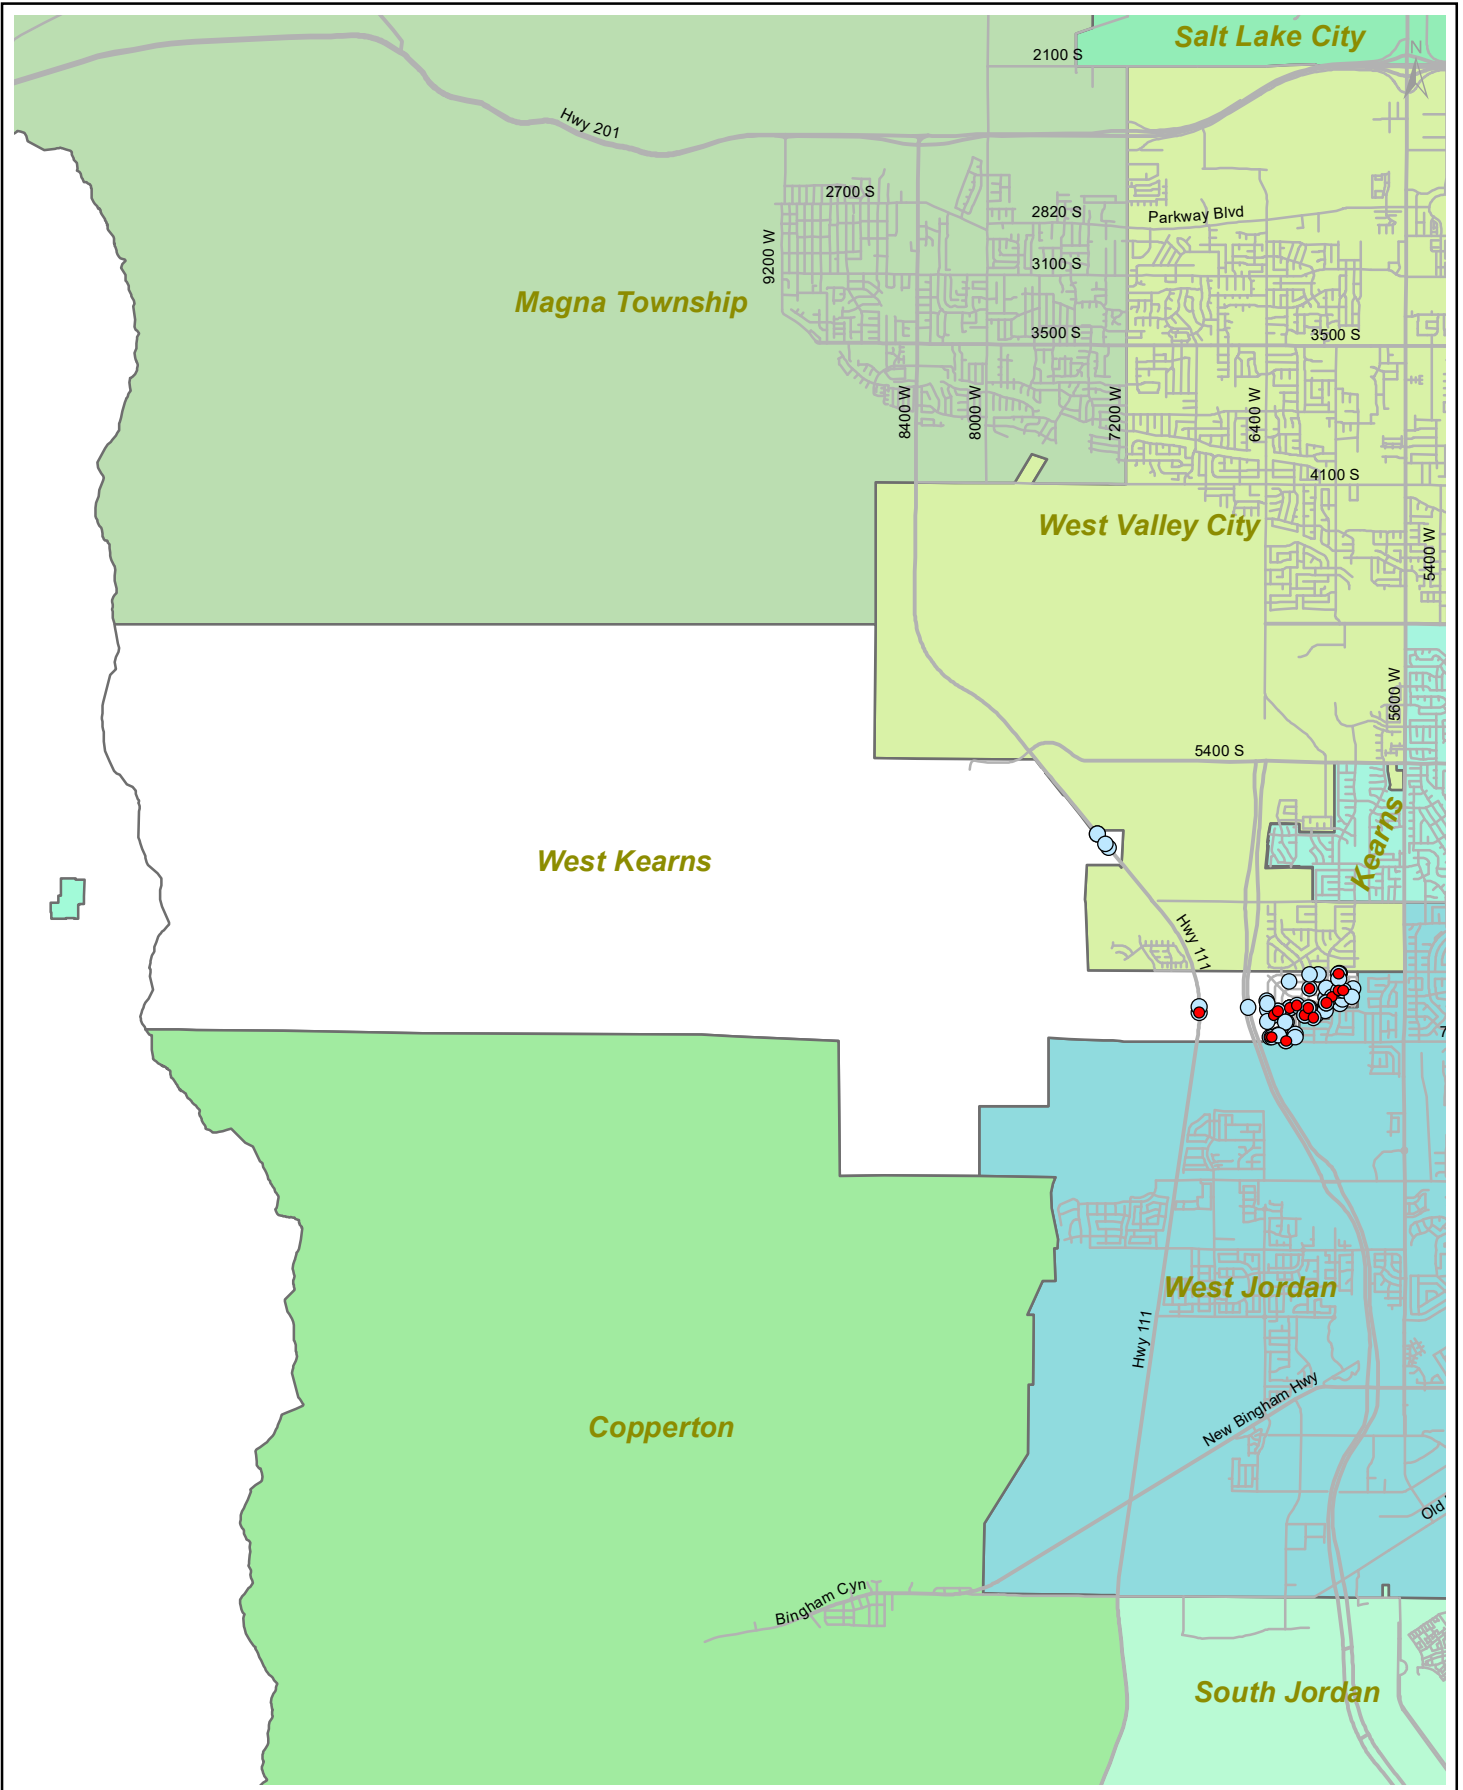 Salt Lake City
N
2100 S
Hwy 201
2700 S
2820 S
Parkway Blvd
9200 W
3100 S
Magna Township
3500 S
3500 S
8400 W
8000 W
7200 W
6400 W
4100 S
West Valley City
5400 W
5600 W
5400 S
Kearns
West Kearns
Hwy 111
7
West Jordan
Hwy 111
New Bingham Hwy
Copperton
Old
Bingham Cyn
South Jordan